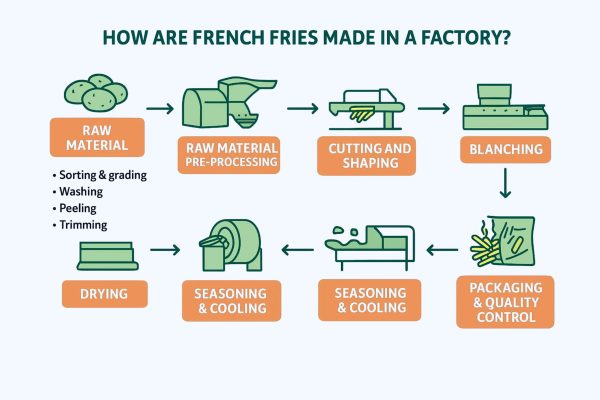 HOW ARE FRENCH FRIES MADE IN A FACTORY?
RAW
MATERIAL
RAW MATERIAL
PRE-PROCESSING
CUTTING AND
SHAPING
BLANCHING
• Sorting & grading
• Washing
• Peeling
• Trimming
DRYING
SEASONING
& COOLING
SEASONING
& COOLING
PACKAGING
& QUALITY
CONTROL